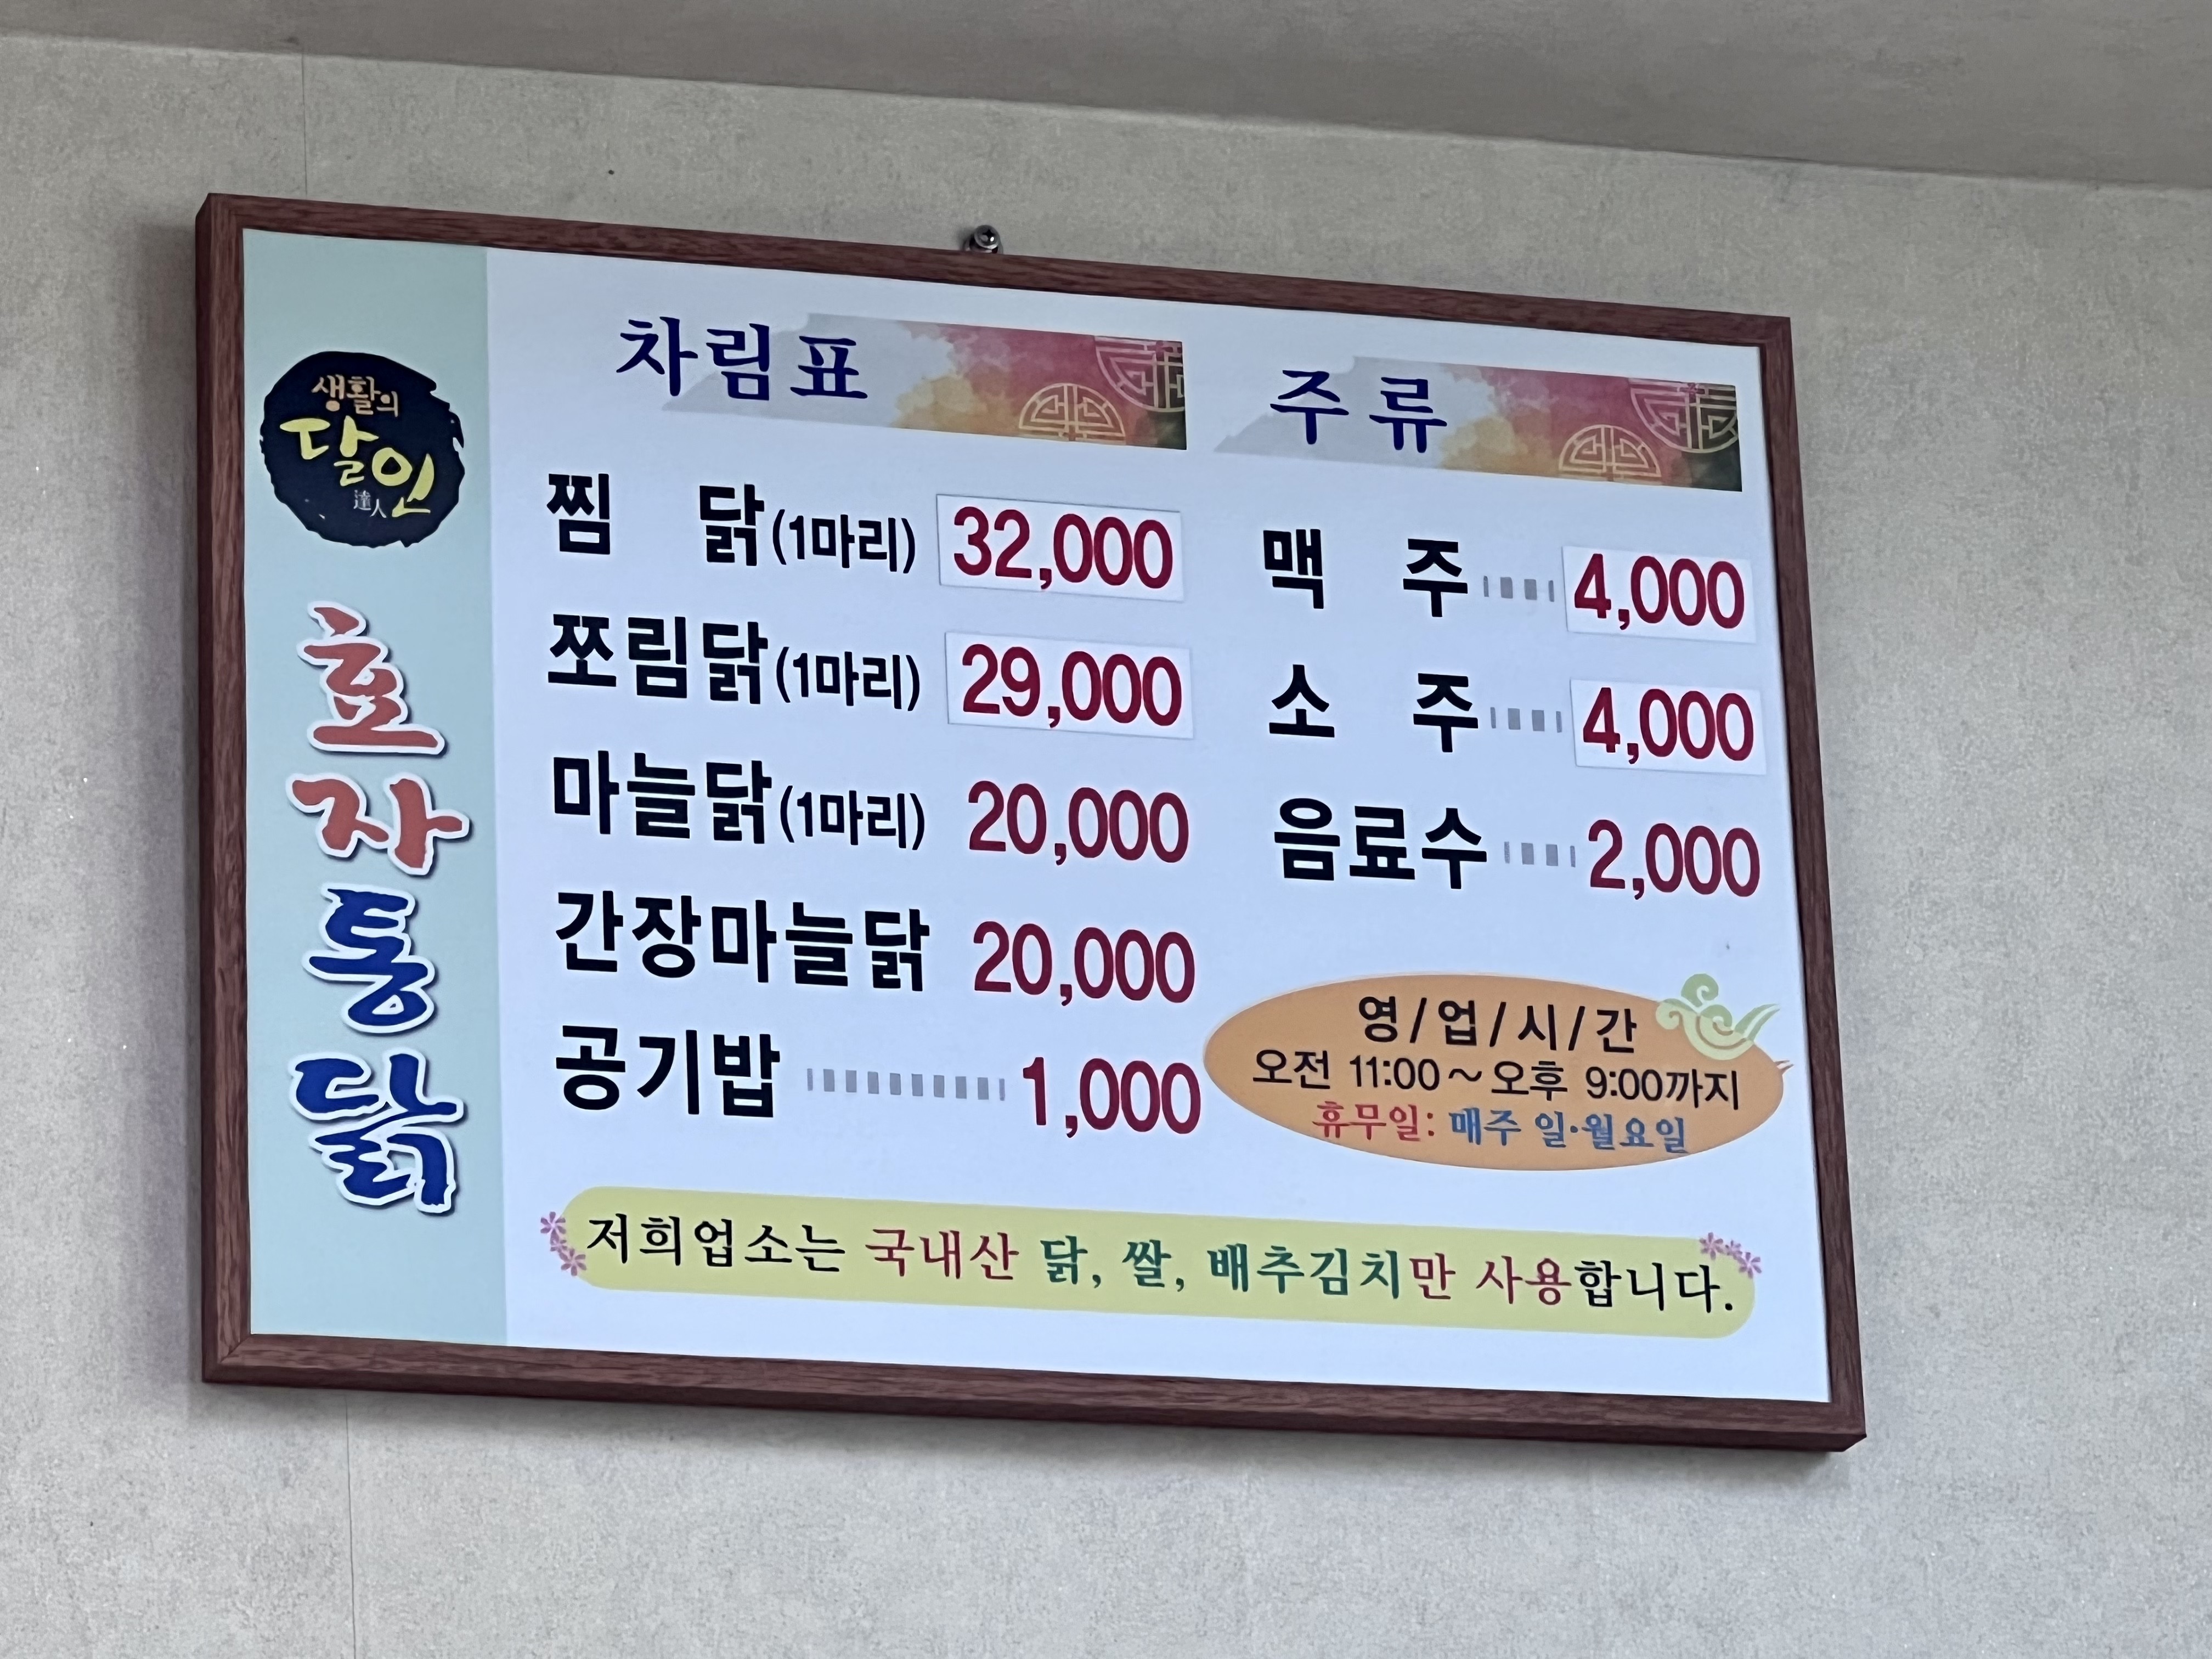 생활의
달인
達人
효자통닭
차림표
찜 닭(1마리) 32,000
쪼림닭(1마리) 29,000
마늘닭(1마리) 20,000
간장마늘닭 20,000
공기밥 1,000
주류
맥 주 4,000
소 주 4,000
음료수 2,000
영/업/시/간
오전 11:00~오후 9:00까지
휴무일: 매주 일·월요일
저희업소는 국내산 닭, 쌀, 배추김치만 사용합니다.